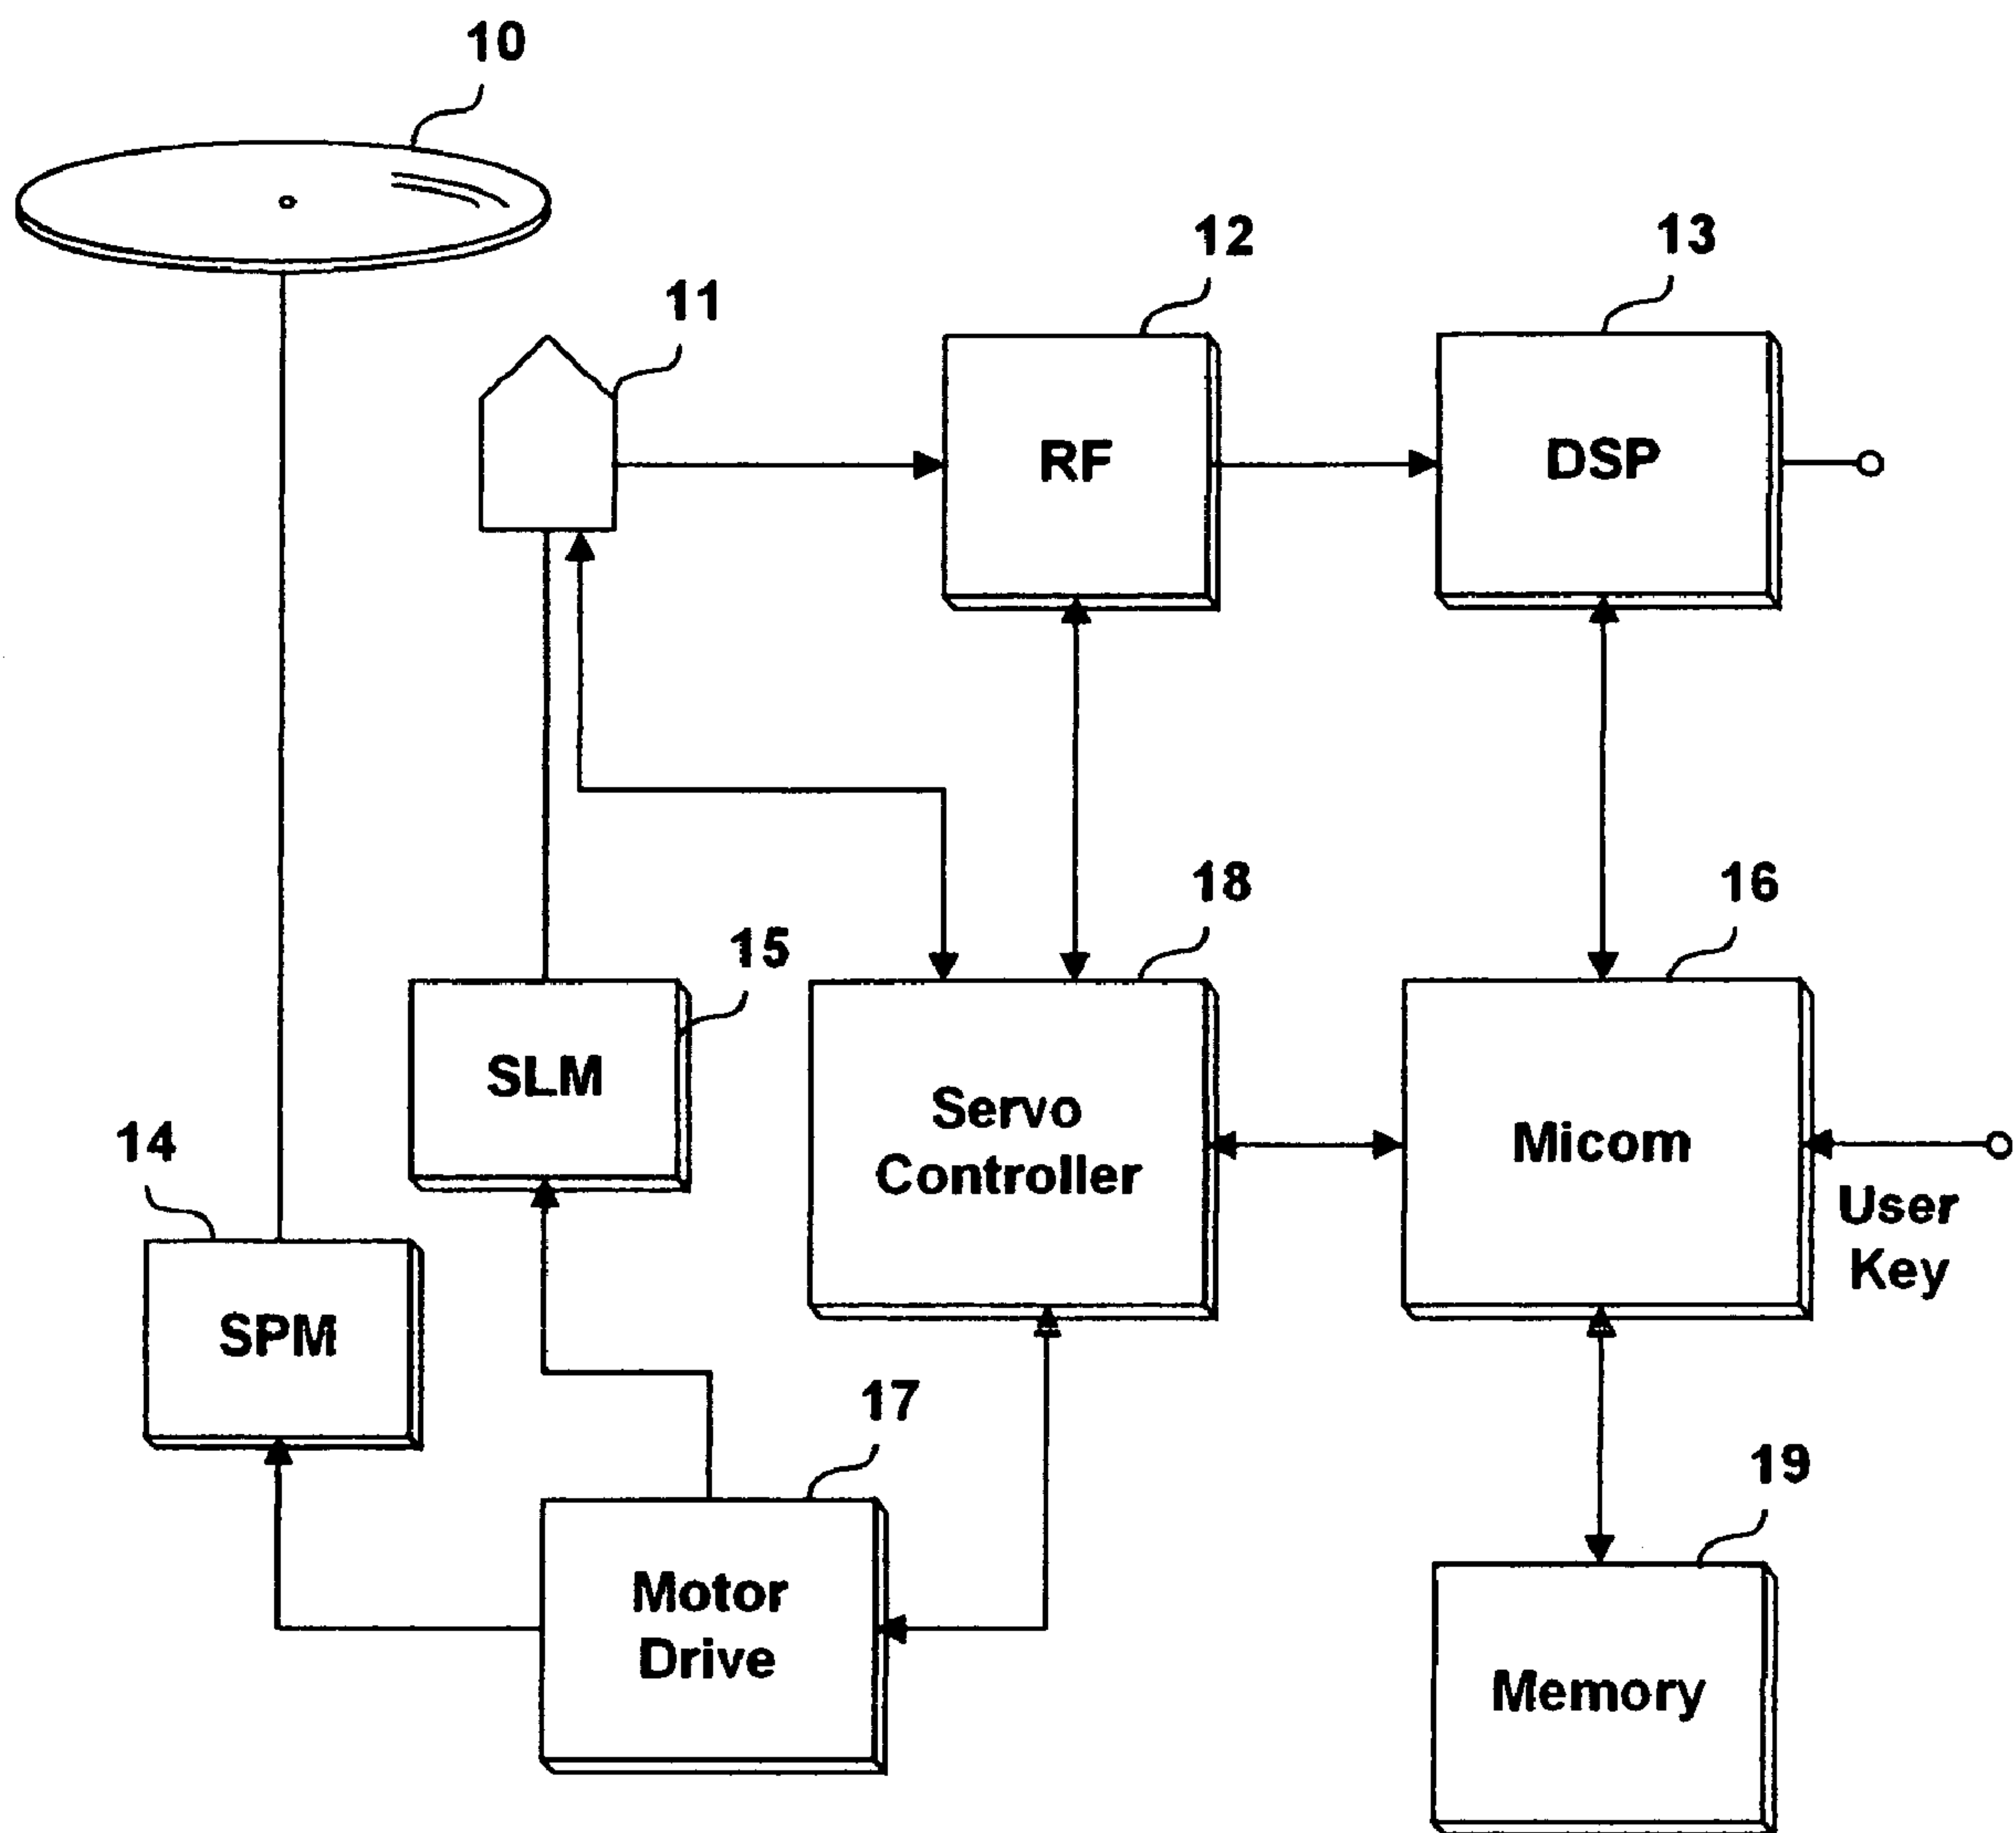 10
11
12
13
RF
DSP
18
16
15
SLM
Servo
Controller
Micom
User
Key
14
SPM
17
Motor
Drive
19
Memory